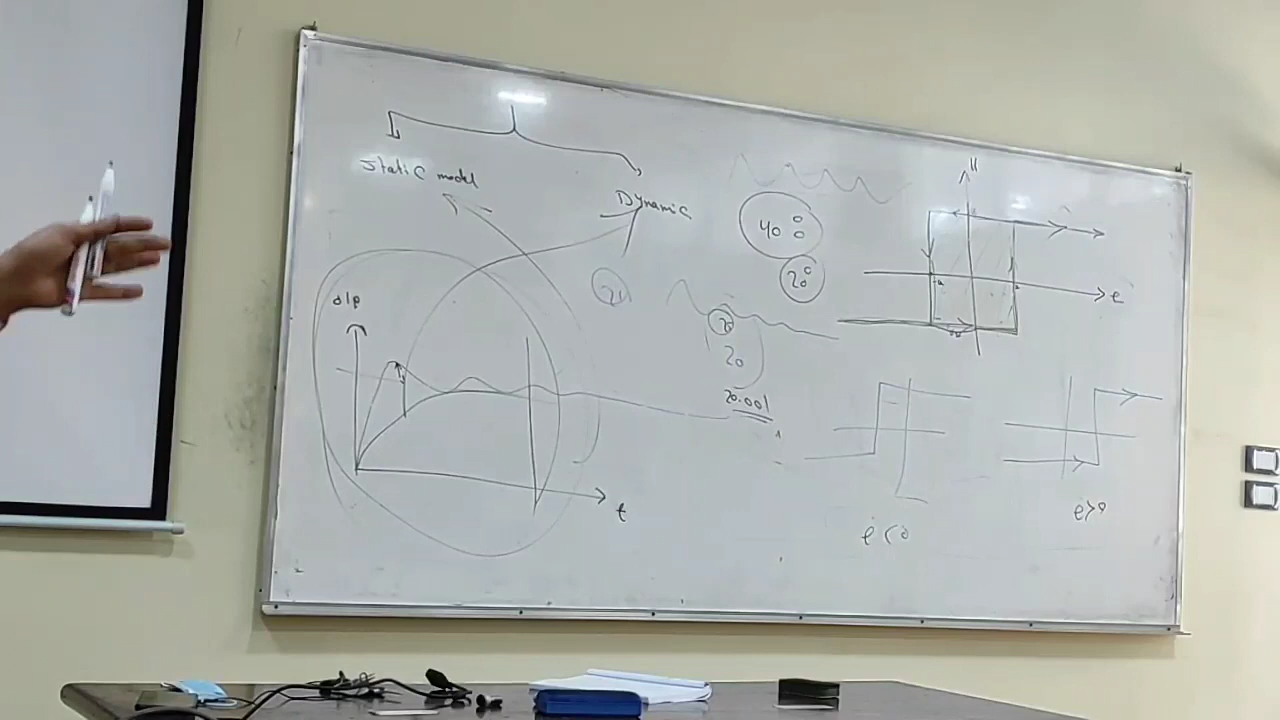 static model
Dynamic
o/p
t
40
20°
20
20
20.001
u
e
ė<0
ė>0